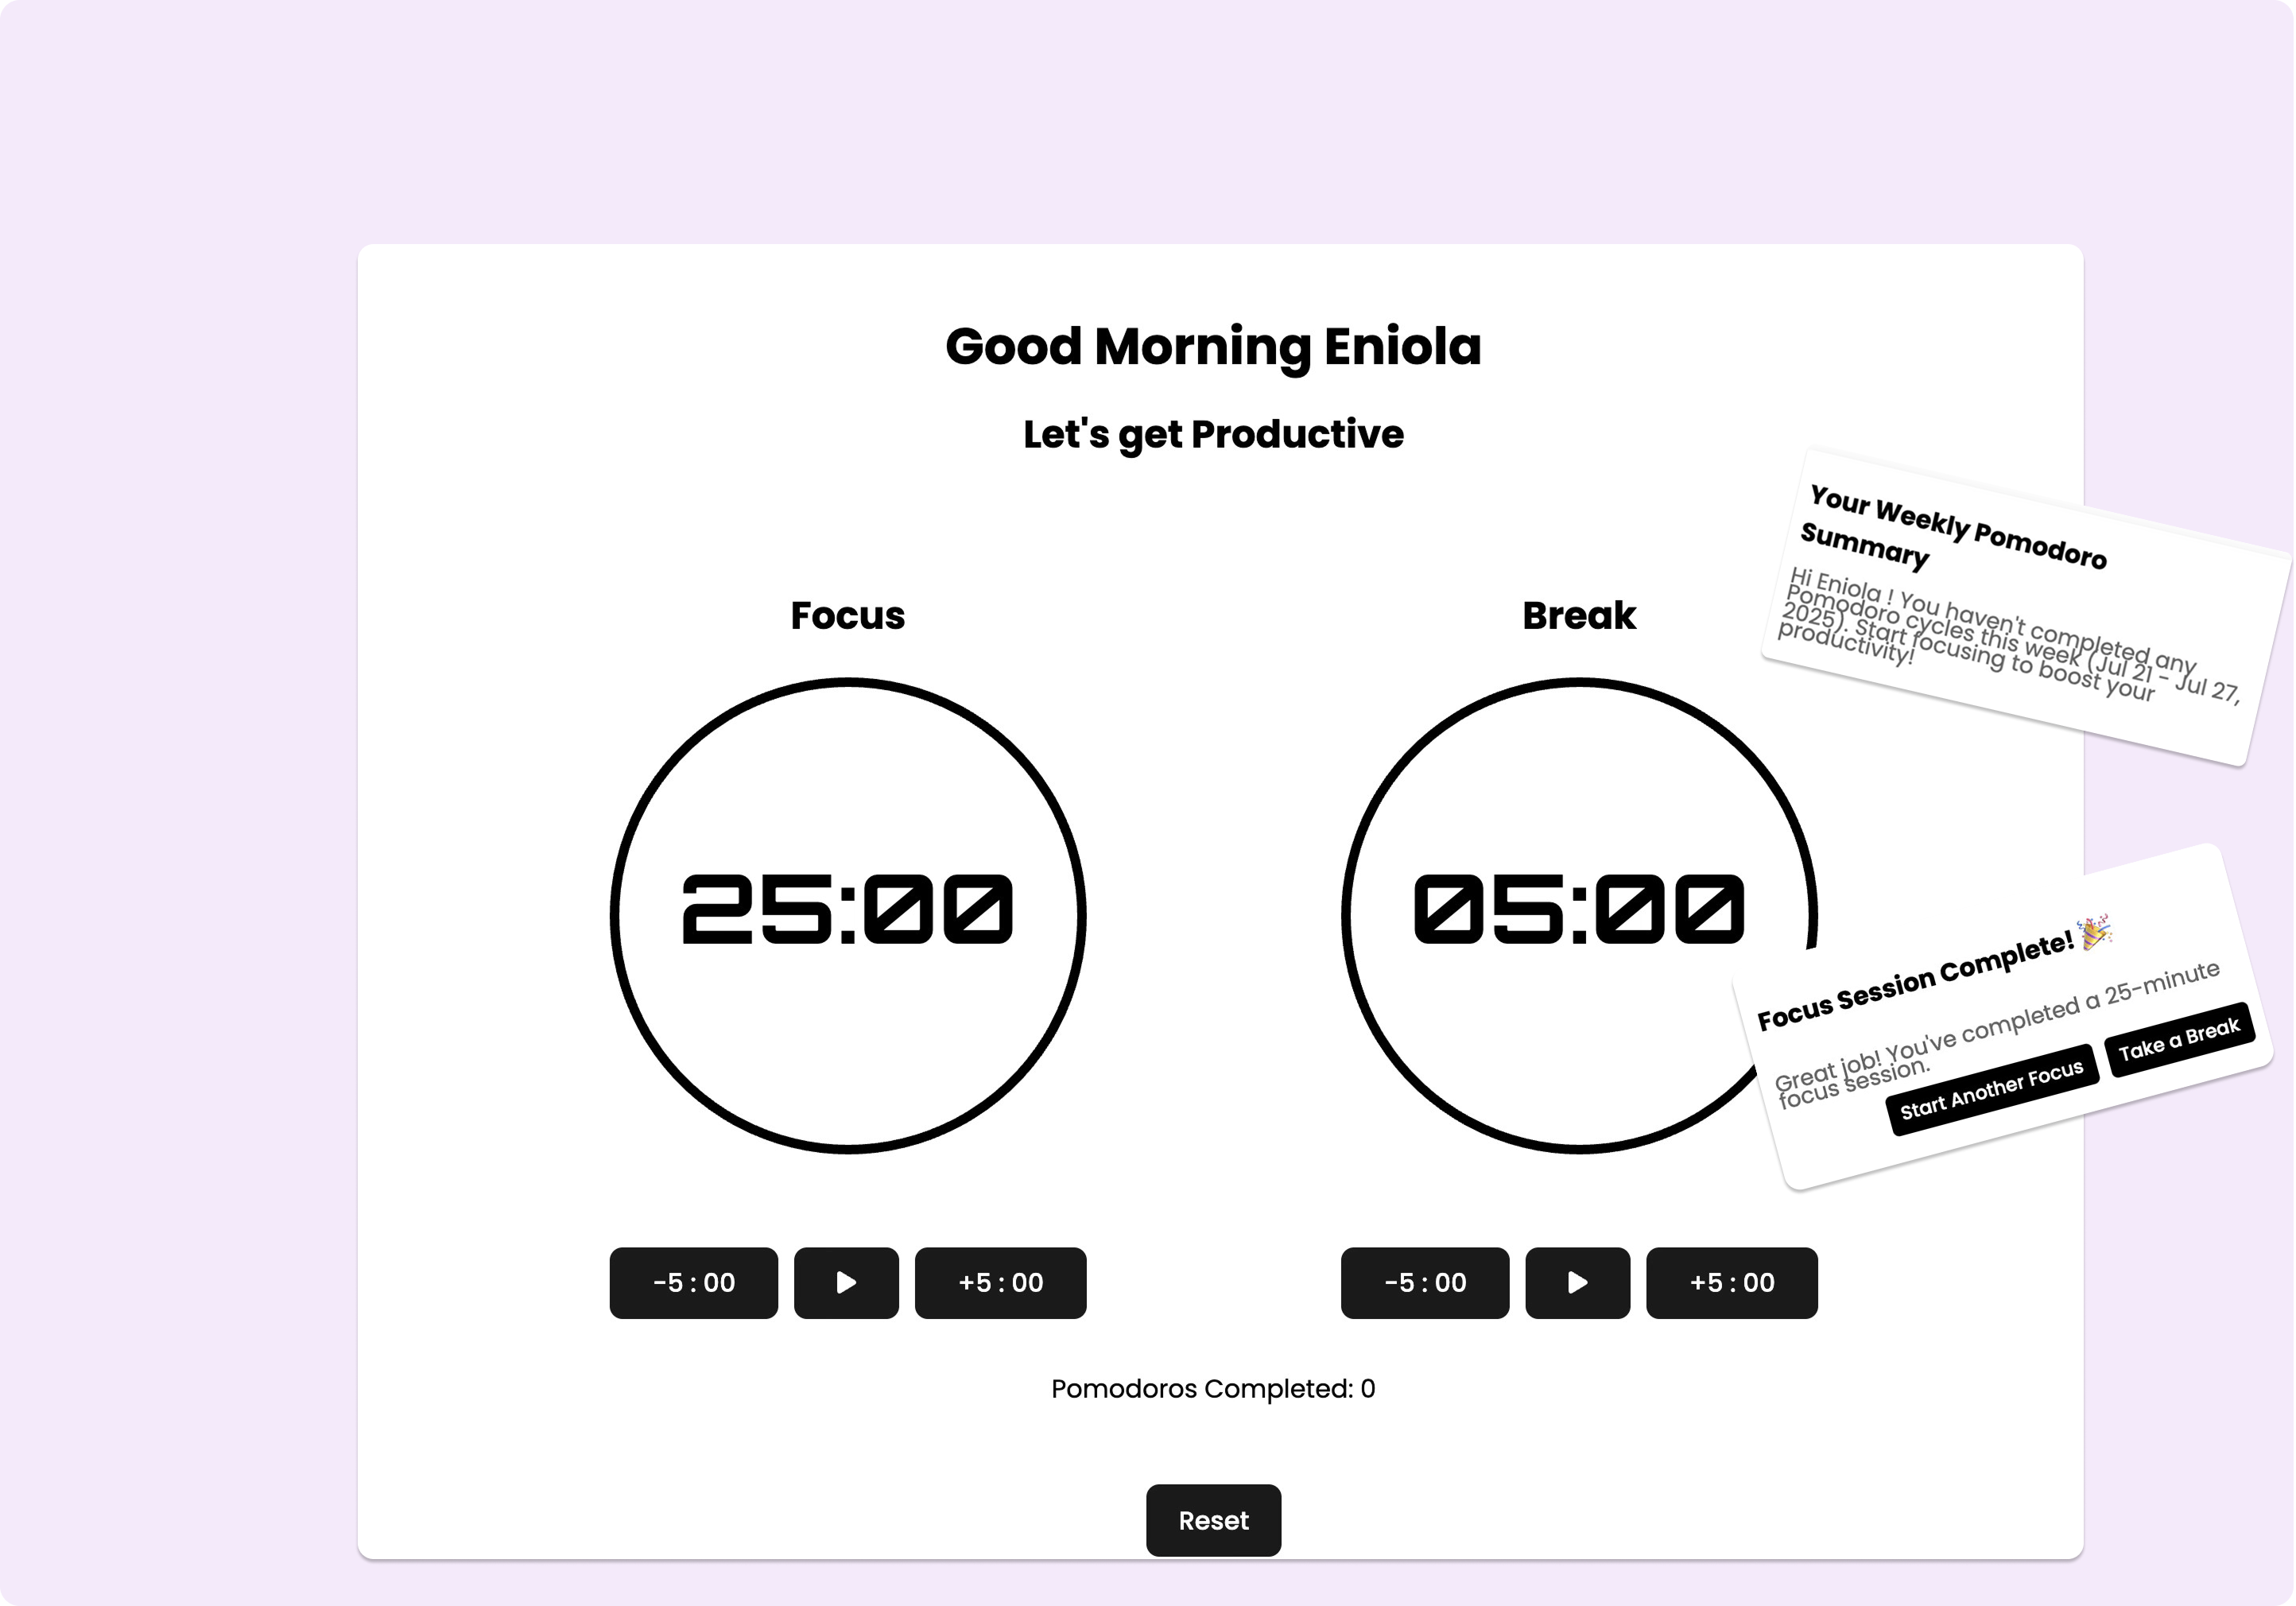 Good Morning Eniola
Let's get Productive
Focus
25:00
-5 : 00
+5 : 00
Break
05:00
-5 : 00
+5 : 00
Your Weekly Pomodoro
Summary
Hi Eniola ! You haven't completed any
Pomodoro cycles this week (Jul 21 - Jul 27,
2025). Start focusing to boost your
productivity!
Focus Session Complete! 🎉
Great job! You've completed a 25-minute
focus session.
Start Another Focus
Take a Break
Pomodoros Completed: 0
Reset